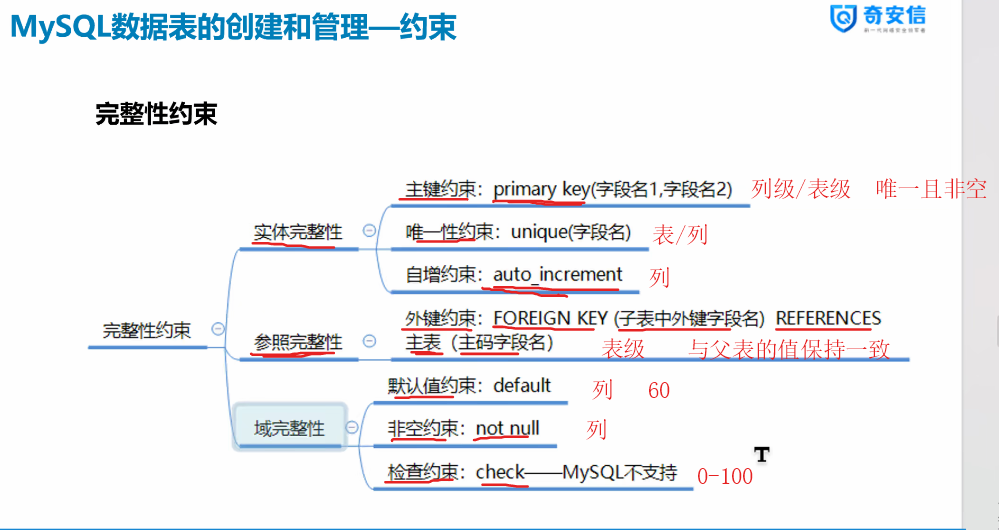 MySQL数据表的创建和管理—约束
奇安信
新一代网络安全领军者
完整性约束
主键约束：primary key(字段名1,字段名2) 列级/表级 唯一且非空
实体完整性
唯一性约束：unique(字段名) 表/列
自增约束：auto_increment 列
完整性约束
外键约束：FOREIGN KEY (子表中外键字段名) REFERENCES
参照完整性
主表（主码字段名） 表级 与父表的值保持一致
默认值约束：default 列 60
域完整性
非空约束：not null 列
检查约束：check——MySQL不支持 0-100
T